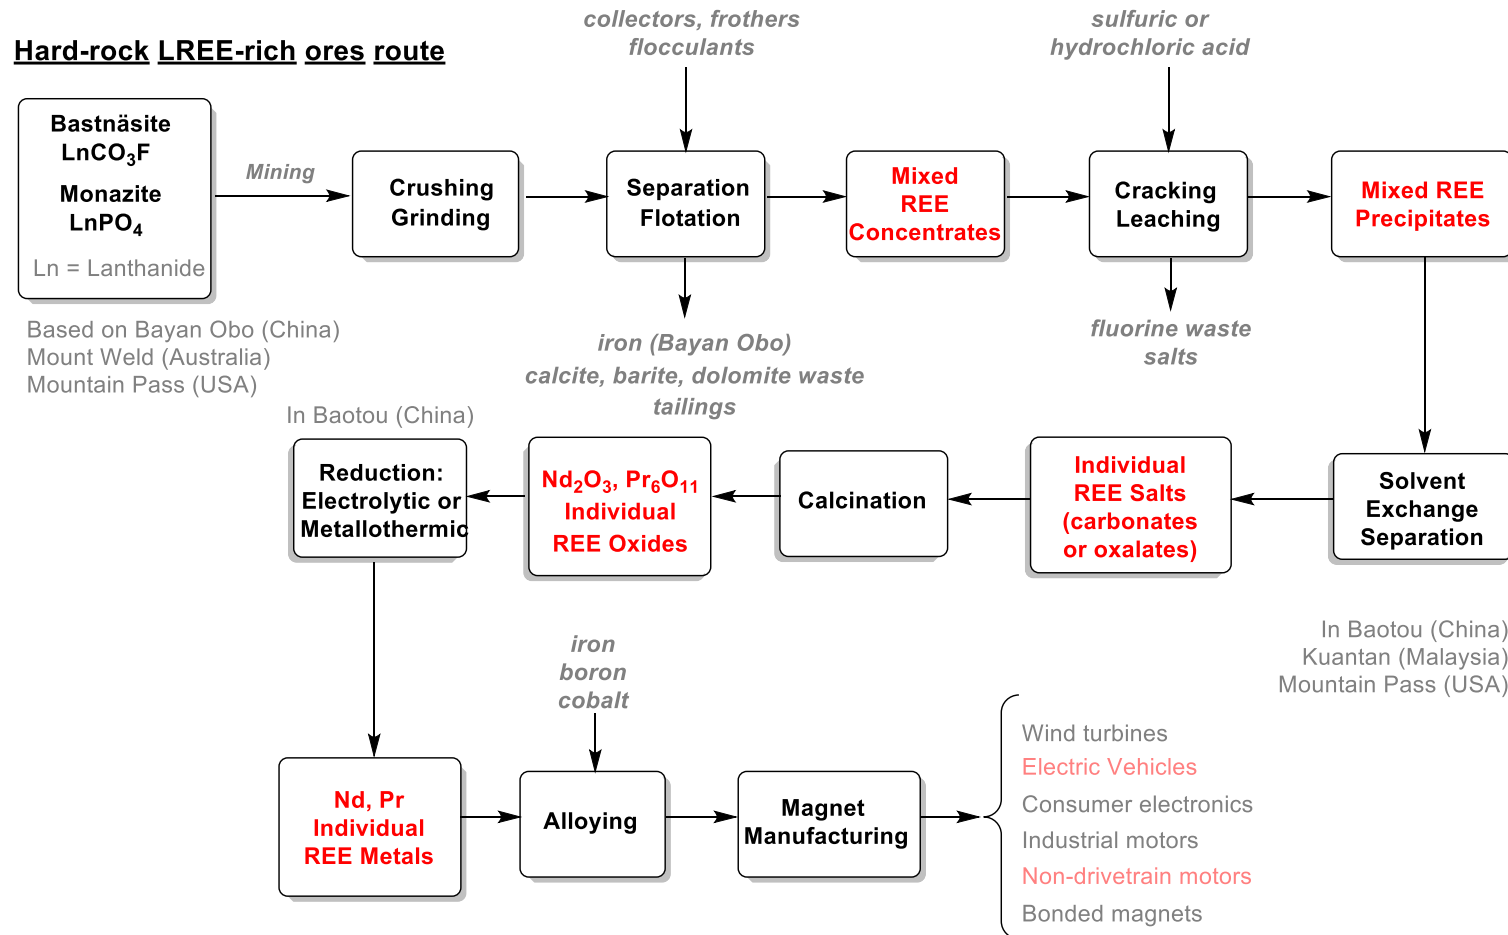 Hard-rock LREE-rich ores route
collectors, frothers
flocculants
sulfuric or
hydrochloric acid
Bastnäsite
LnCO3F
Monazite
LnPO4
Ln = Lanthanide
Mining
Crushing
Grinding
Separation
Flotation
Mixed
REE
Concentrates
Cracking
Leaching
Mixed REE
Precipitates
Based on Bayan Obo (China)
Mount Weld (Australia)
Mountain Pass (USA)
iron (Bayan Obo)
calcite, barite, dolomite waste
tailings
fluorine waste
salts
In Baotou (China)
Reduction:
Electrolytic or
Metallothermic
Nd2O3, Pr6O11
Individual
REE Oxides
Calcination
Individual
REE Salts
(carbonates
or oxalates)
Solvent
Exchange
Separation
In Baotou (China)
Kuantan (Malaysia)
Mountain Pass (USA)
iron
boron
cobalt
Nd, Pr
Individual
REE Metals
Alloying
Magnet
Manufacturing
Wind turbines
Electric Vehicles
Consumer electronics
Industrial motors
Non-drivetrain motors
Bonded magnets